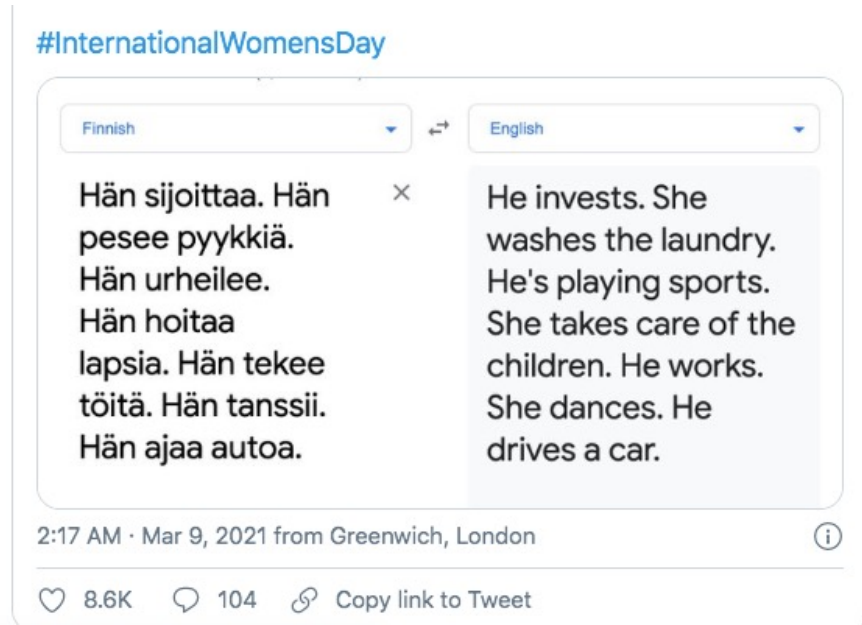 #InternationalWomensDay
Finnish
English
Hän sijoittaa. Hän
pesee pyykkiä.
Hän urheilee.
Hän hoitaa
lapsia. Hän tekee
töitä. Hän tanssii.
Hän ajaa autoa.
He invests. She
washes the laundry.
He's playing sports.
She takes care of the
children. He works.
She dances. He
drives a car.
2:17 AM · Mar 9, 2021 from Greenwich, London
8.6K 104 Copy link to Tweet